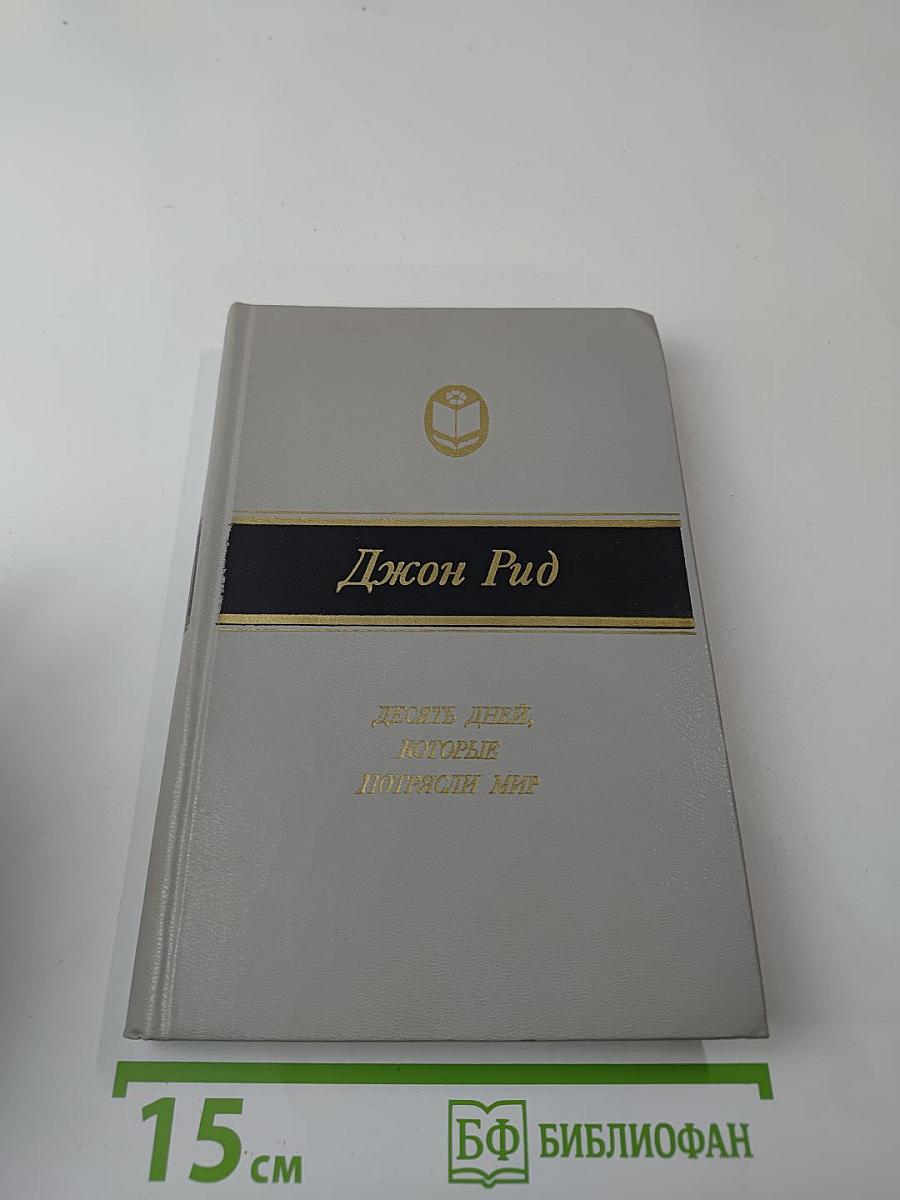 Джон Рид
ДЕСЯТЬ ДНЕЙ,
КОТОРЫЕ
ПОТРЯСЛИ МИР
15 см
БФ БИБЛИОФАН